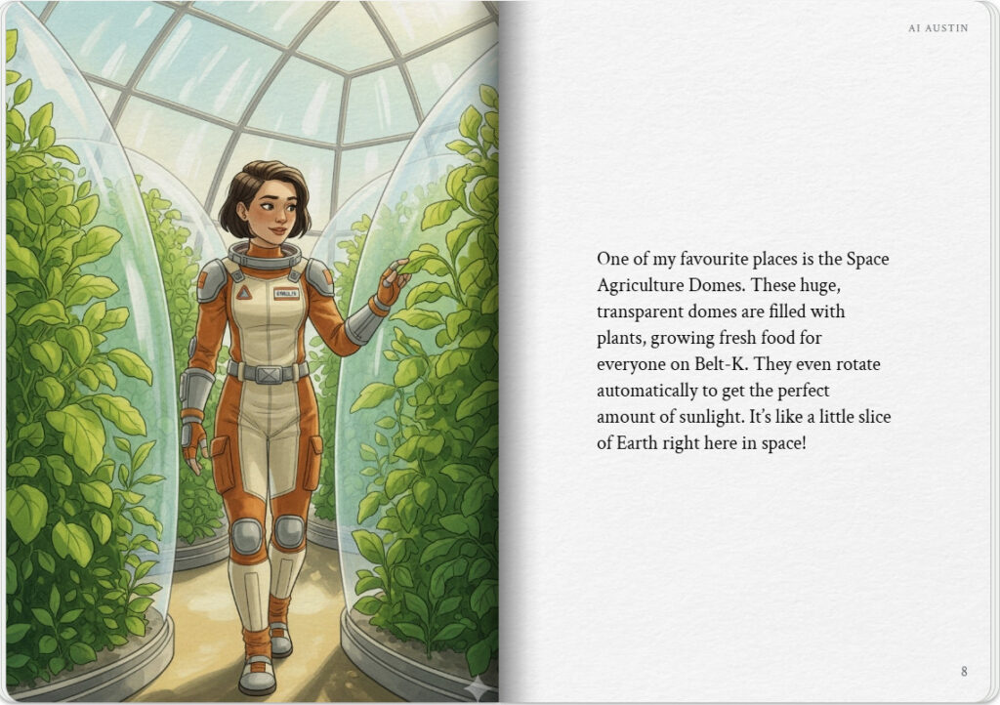 AI AUSTIN
One of my favourite places is the Space
Agriculture Domes. These huge,
transparent domes are filled with
plants, growing fresh food for
everyone on Belt-K. They even rotate
automatically to get the perfect
amount of sunlight. It’s like a little slice
of Earth right here in space!
8